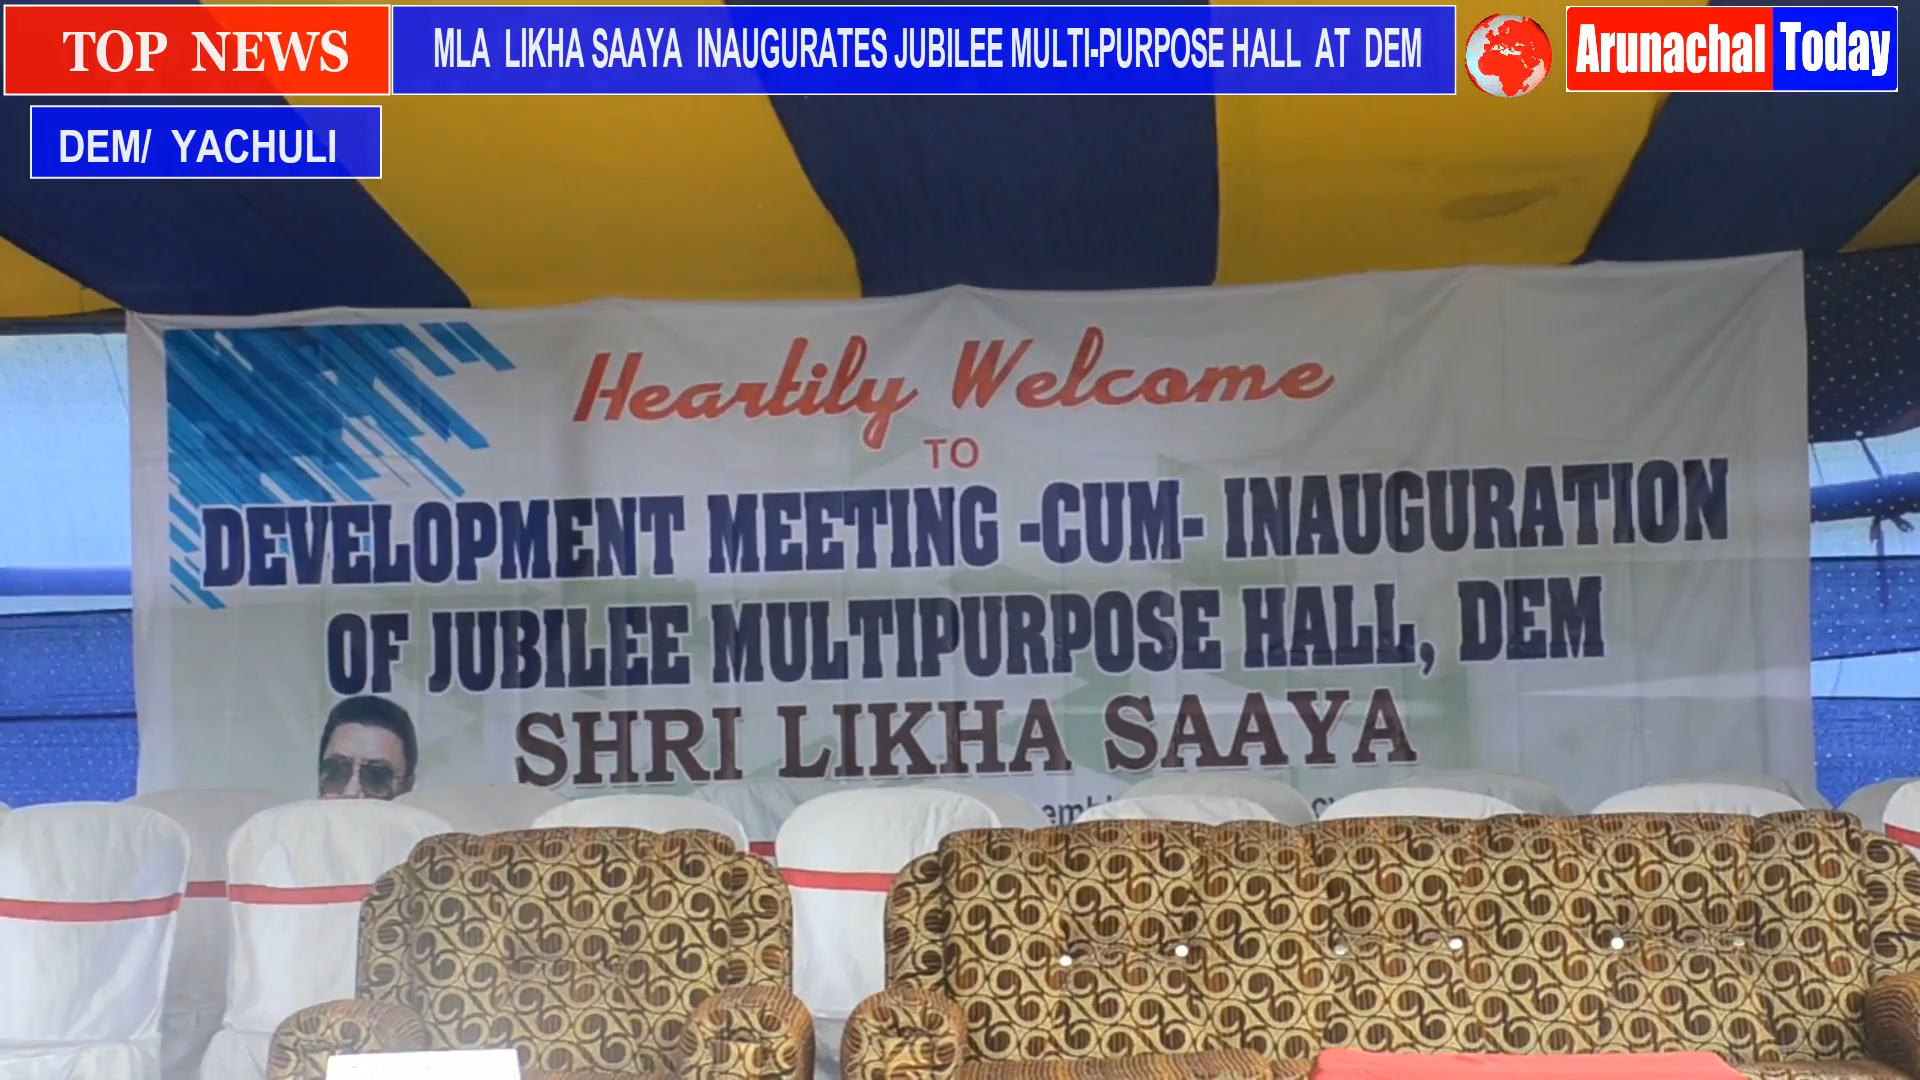 TOP NEWS
MLA LIKHA SAAYA INAUGURATES JUBILEE MULTI-PURPOSE HALL AT DEM
Arunachal Today
DEM/ YACHULI
Heartily Welcome
TO
DEVELOPMENT MEETING -CUM- INAUGURATION
OF JUBILEE MULTIPURPOSE HALL, DEM
SHRI LIKHA SAAYA